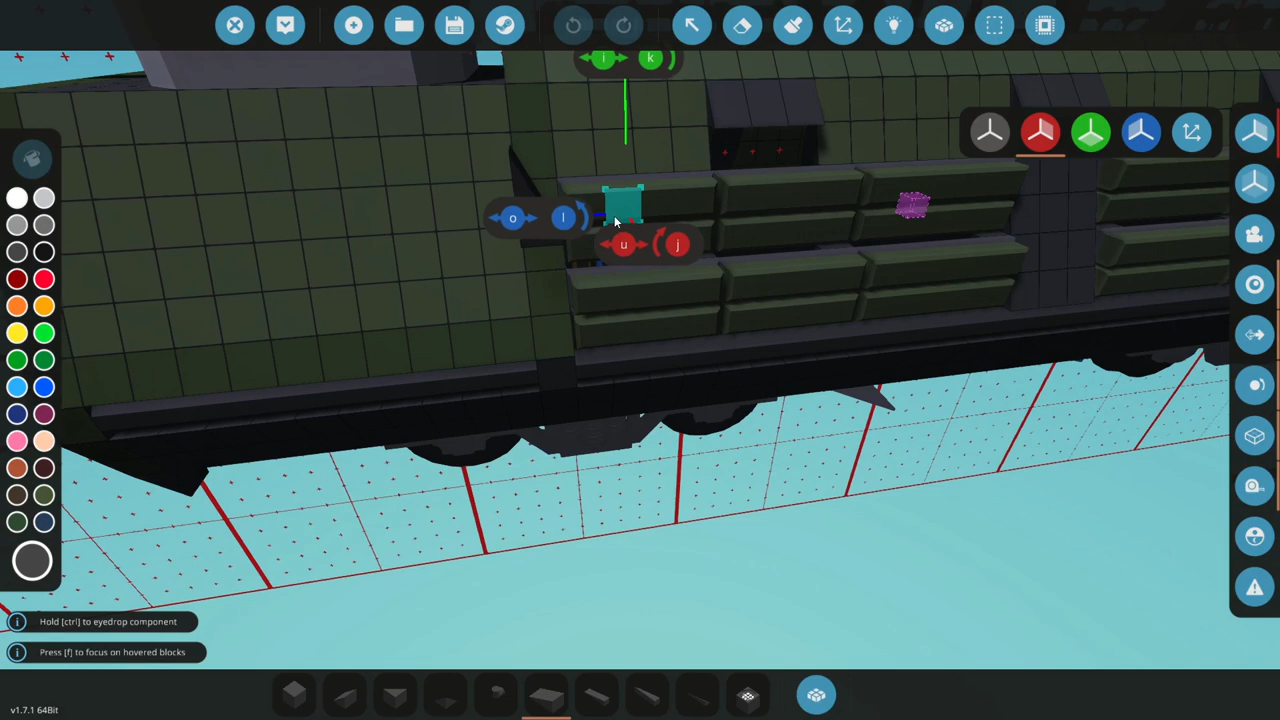 i k
o l
u j
Hold [ctrl] to eyedrop component
Press [f] to focus on hovered blocks
v1.7.1 64Bit